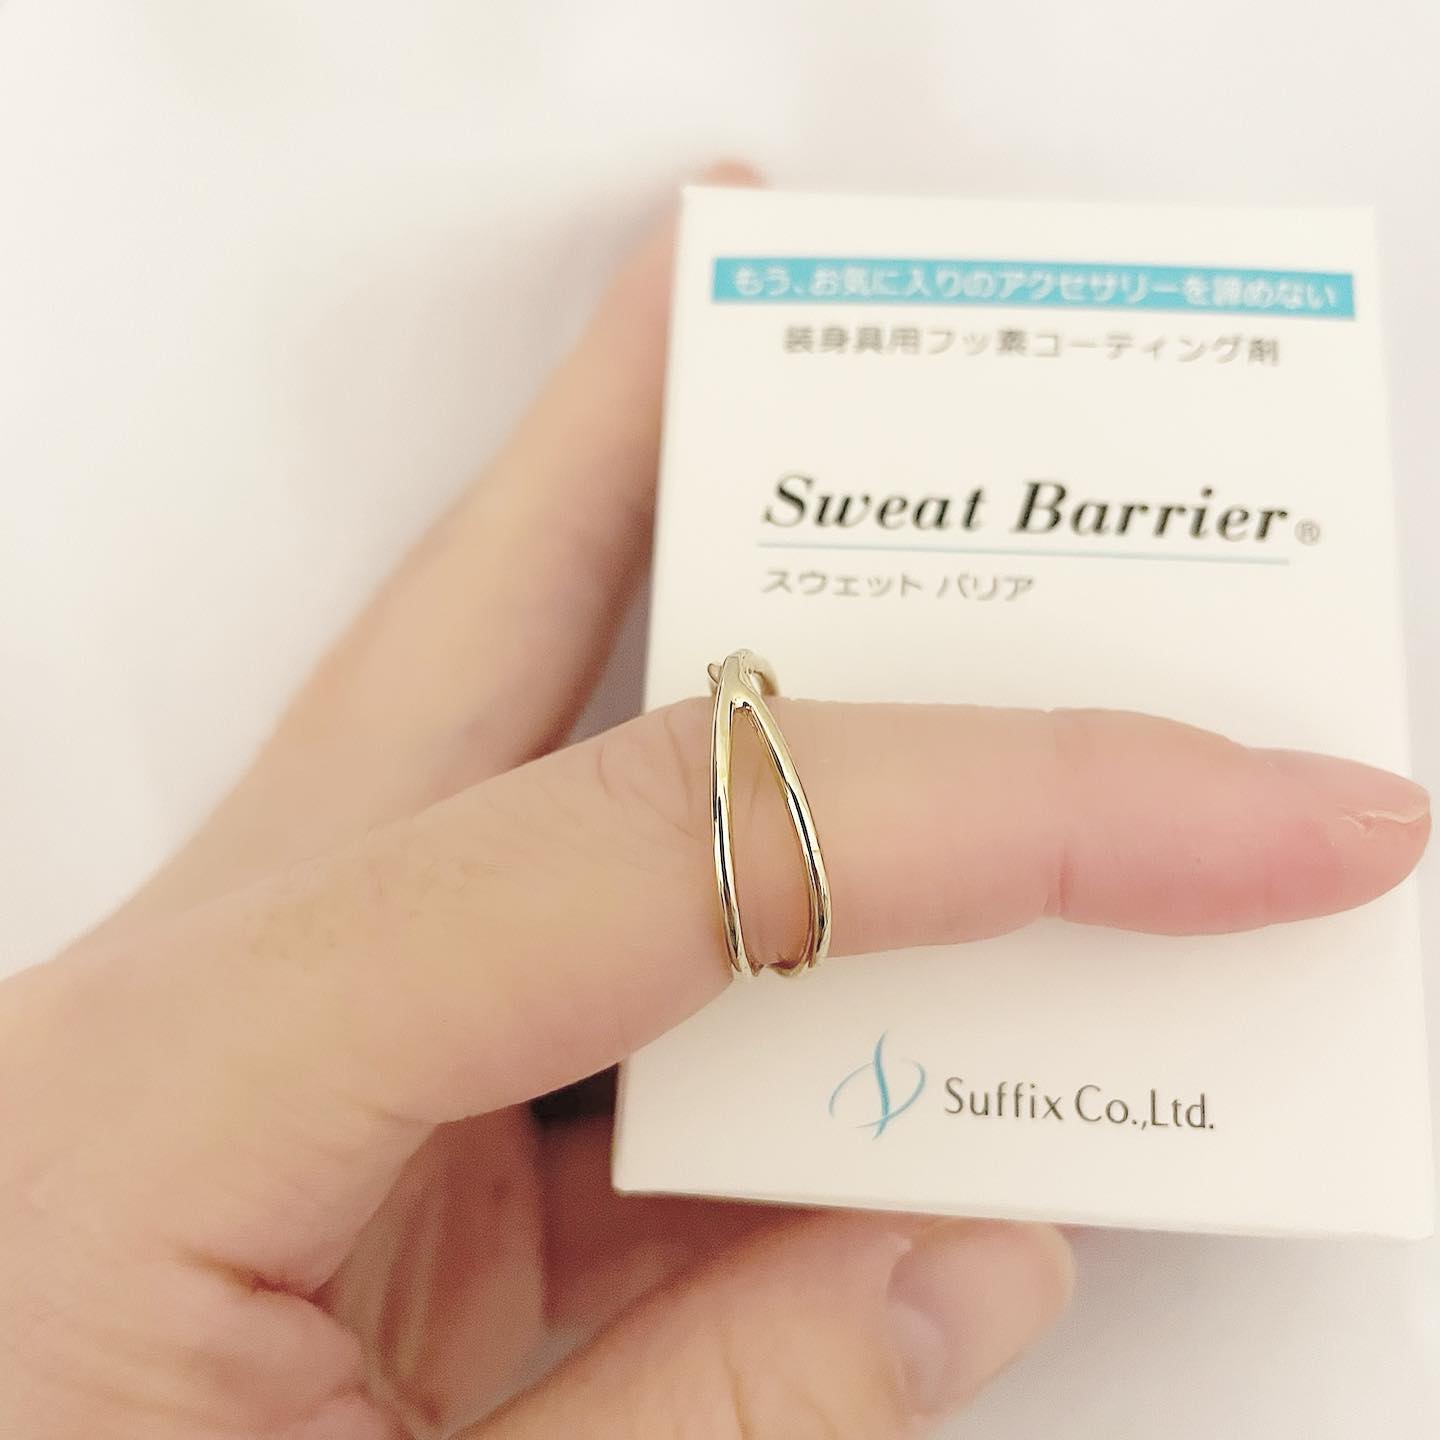 もう、お気に入りのアクセサリーを諦めない
装身具用フッ素コーティング剤
Sweat Barrier®
スウェット バリア
Suffix Co.,Ltd.